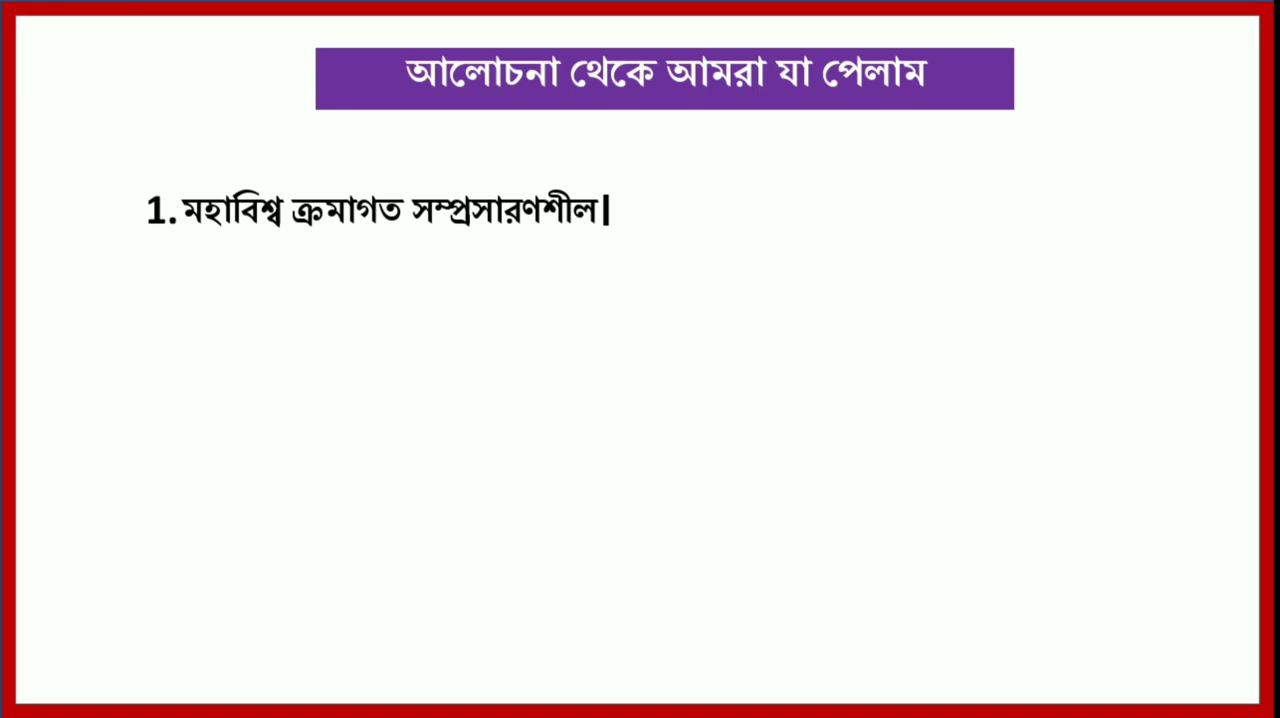 আলোচনা থেকে আমরা যা পেলাম
1. মহাবিশ্ব ক্রমাগত সম্প্রসারণশীল।